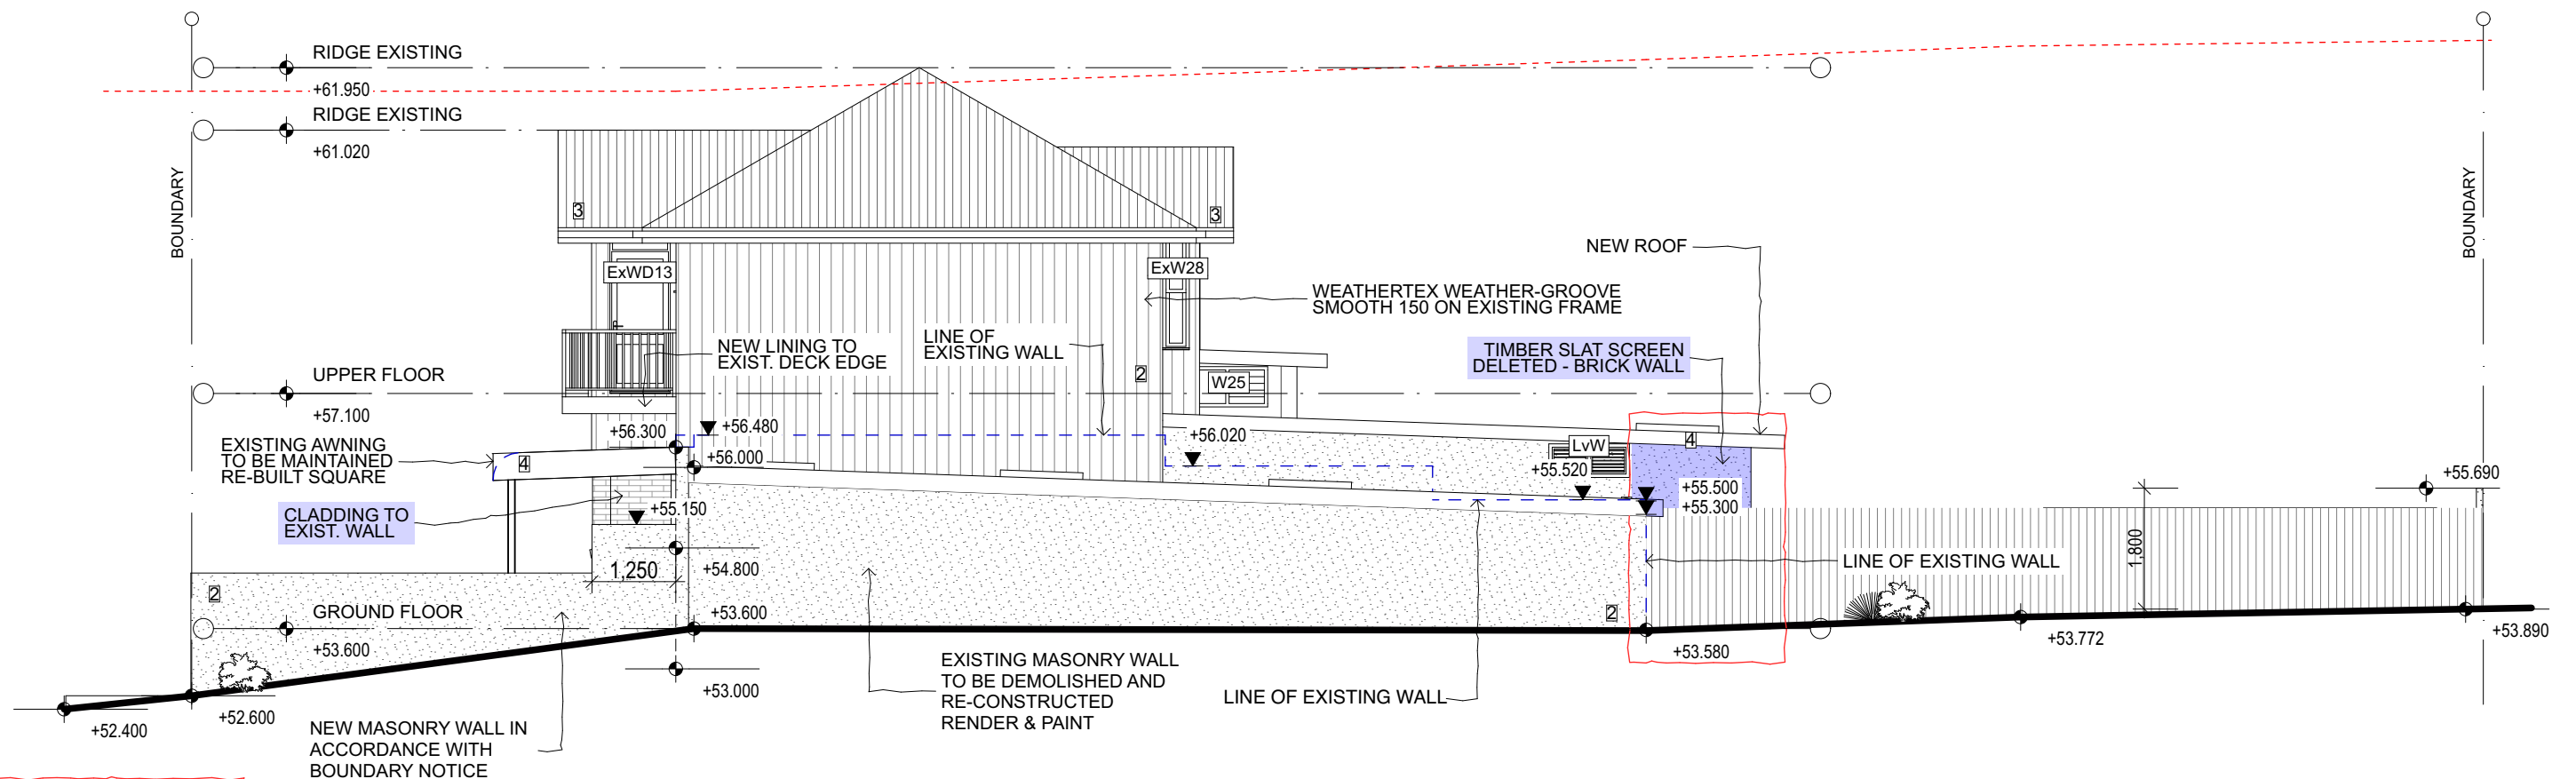 RIDGE EXISTING
+61.950
RIDGE EXISTING
+61.020
BOUNDARY
BOUNDARY
3
3
NEW ROOF
ExWD13
ExW28
WEATHERTEX WEATHER-GROOVE
SMOOTH 150 ON EXISTING FRAME
NEW LINING TO
EXIST. DECK EDGE
LINE OF
EXISTING WALL
TIMBER SLAT SCREEN
DELETED - BRICK WALL
UPPER FLOOR
+57.100
2
W25
+56.300
+56.480
+56.020
EXISTING AWNING
TO BE MAINTAINED
RE-BUILT SQUARE
4
+56.000
LvW
4
+55.520
+55.690
+55.500
+55.300
CLADDING TO
EXIST. WALL
+55.150
1,800
1,250
+54.800
LINE OF EXISTING WALL
2
GROUND FLOOR
+53.600
+53.600
2
+53.580
+53.772
+53.890
+53.000
EXISTING MASONRY WALL
TO BE DEMOLISHED AND
RE-CONSTRUCTED
RENDER & PAINT
LINE OF EXISTING WALL
+52.400
+52.600
NEW MASONRY WALL IN
ACCORDANCE WITH
BOUNDARY NOTICE